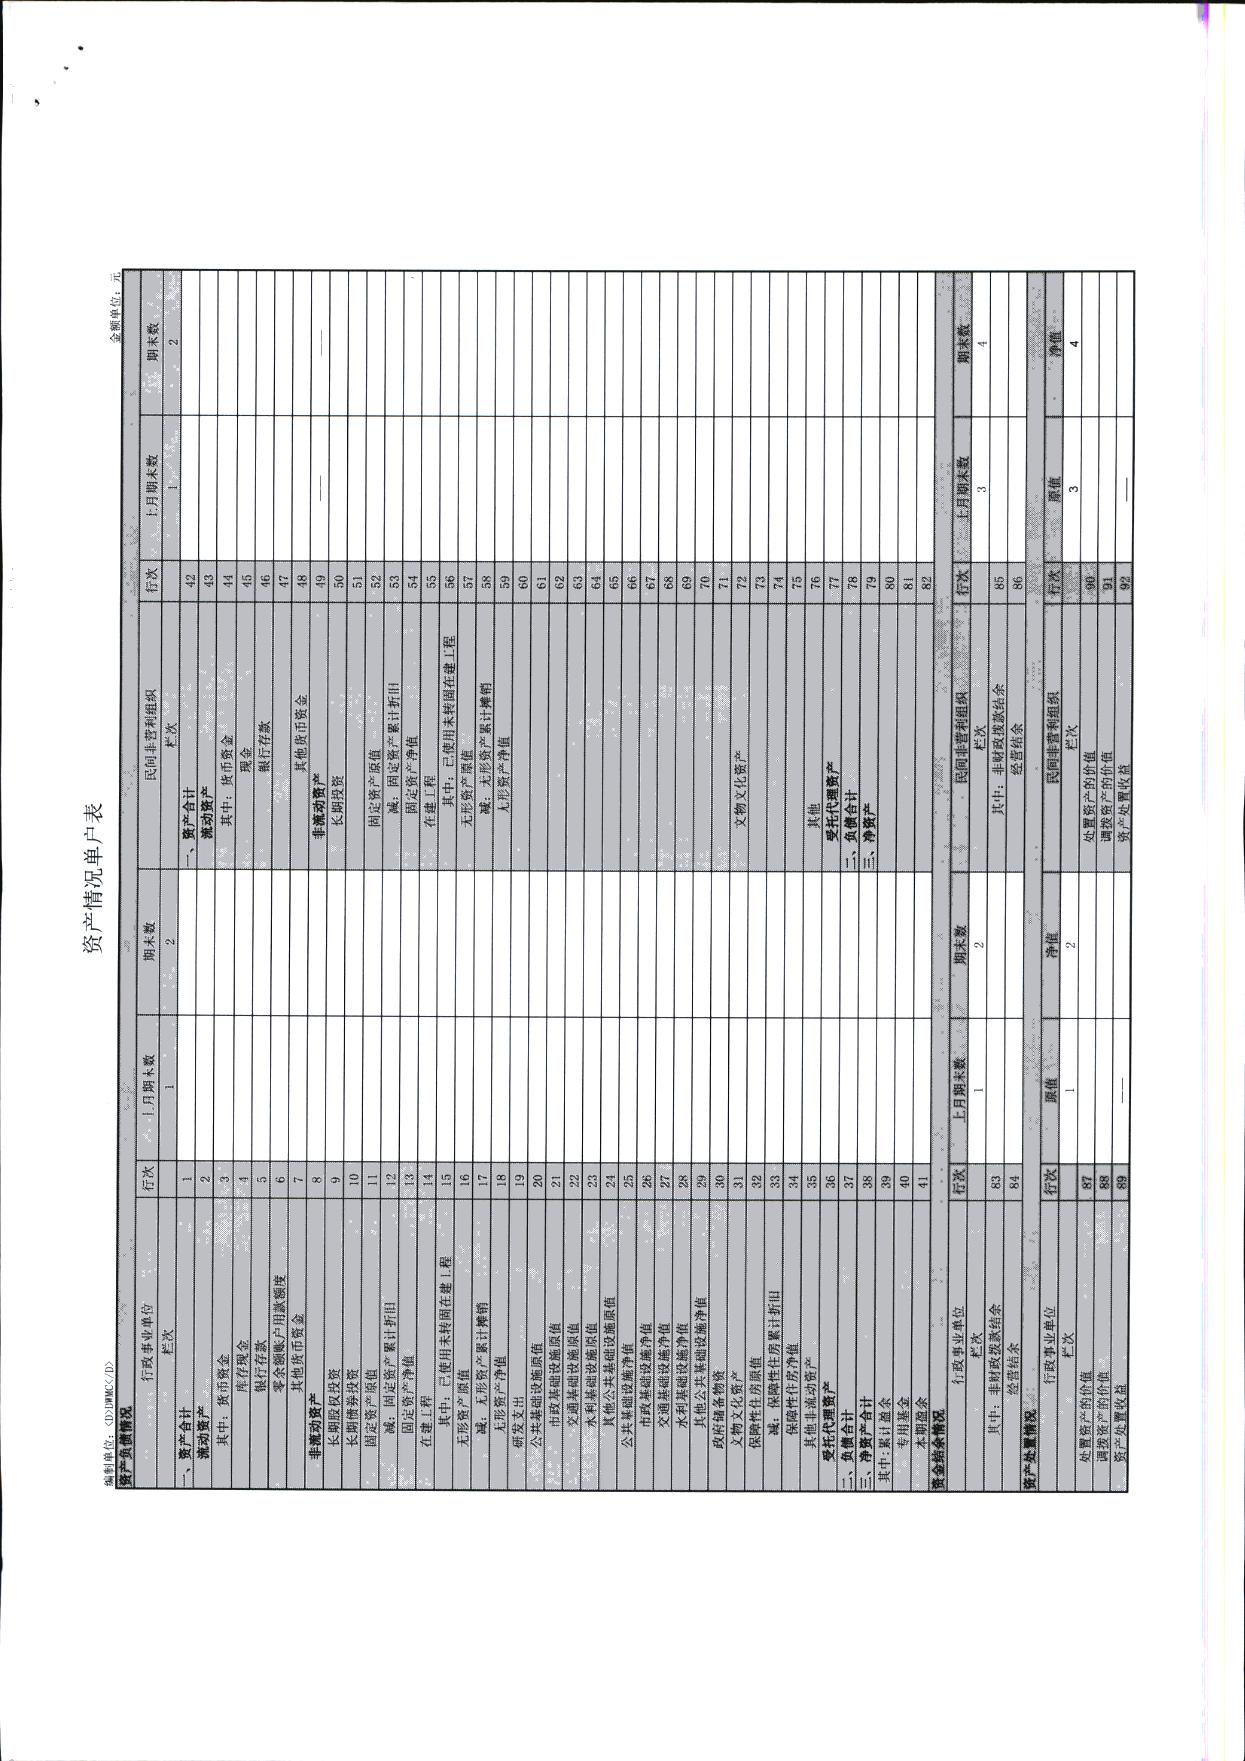 资产情况单户表
编制单位：<D>DWMC</D> 金额单位：元
资产负债情况
行政事业单位 行次 上月期末数 期末数 民间非营利组织 行次 上月期末数 期末数
栏次 1 2 栏次 1 2
一、资产合计 1 一、资产合计 42
流动资产 2 流动资产 43
其中：货币资金 3 其中：货币资金 44
库存现金 4 现金 45
银行存款 5 银行存款 46
零余额账户用款额度 6 47
其他货币资金 7 其他货币资金 48
非流动资产 8 非流动资产 49 —— ——
长期股权投资 9 长期投资 50
长期债券投资 10 51
固定资产原值 11 固定资产原值 52
减：固定资产累计折旧 12 减：固定资产累计折旧 53
固定资产净值 13 固定资产净值 54
在建工程 14 在建工程 55
其中：已使用未转固在建工程 15 其中：已使用未转固在建工程 56
无形资产原值 16 无形资产原值 57
减：无形资产累计摊销 17 减：无形资产累计摊销 58
无形资产净值 18 无形资产净值 59
研发支出 19 60
公共基础设施原值 20 61
市政基础设施原值 21 62
交通基础设施原值 22 63
水利基础设施原值 23 64
其他公共基础设施原值 24 65
公共基础设施净值 25 66
市政基础设施净值 26 67
交通基础设施净值 27 68
水利基础设施净值 28 69
其他公共基础设施净值 29 70
政府储备物资 30 71
文物文化资产 31 文物文化资产 72
保障性住房原值 32 73
减：保障性住房累计折旧 33 74
保障性住房净值 34 75
其他非流动资产 35 其他 76
受托代理资产 36 受托代理资产 77
二、负债合计 37 二、负债合计 78
三、净资产合计 38 三、净资产 79
其中：累计盈余 39 80
专用基金 40 81
本期盈余 41 82
资金结余情况
行政事业单位 行次 上月期末数 期末数 民间非营利组织 行次 上月期末数 期末数
栏次 1 2 栏次 3 4
其中：非财政拨款结余 83 其中：非财政拨款结余 85
经营结余 84 经营结余 86
资产处置情况
行政事业单位 行次 原值 净值 民间非营利组织 行次 原值 净值
栏次 1 2 栏次 3 4
处置资产的价值 87 处置资产的价值 90
调拨资产的价值 88 调拨资产的价值 91
资产处置收益 89 —— 资产处置收益 92 ——